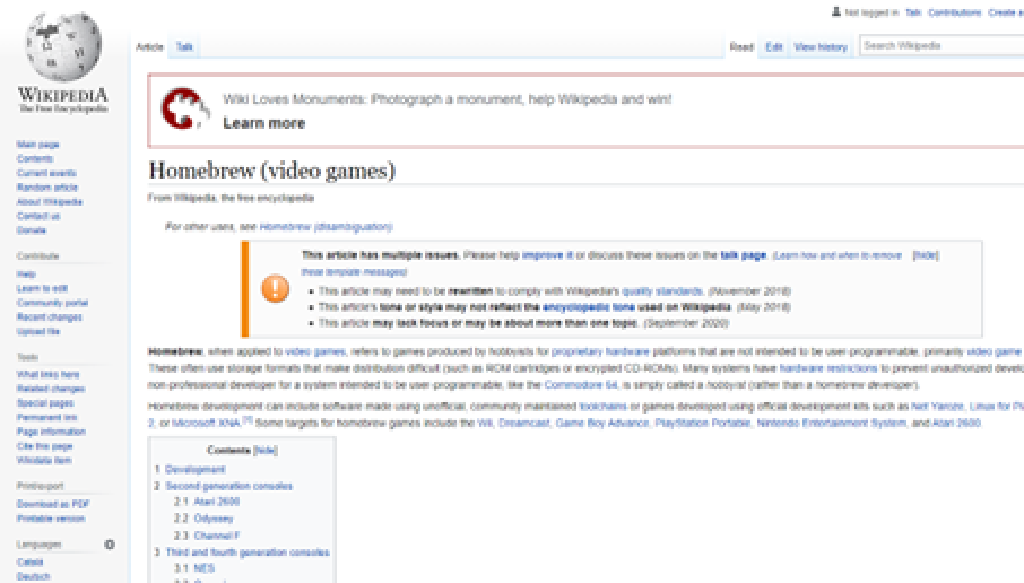 Not logged in Talk Contributions Create a
WIKIPEDIA
The Free Encyclopedia
Article Talk
Read Edit View history Search Wikipedia
Wiki Loves Monuments: Photograph a monument, help Wikipedia and win!
Learn more
Main page
Contents
Current events
Random article
About Wikipedia
Contact us
Donate
Contribute
Help
Learn to edit
Community portal
Recent changes
Upload file
Tools
What links here
Related changes
Special pages
Permanent link
Page information
Cite this page
Wikidata item
Print/export
Download as PDF
Printable version
Languages
Català
Deutsch
Homebrew (video games)
From Wikipedia, the free encyclopedia
For other uses, see Homebrew (disambiguation)
This article has multiple issues. Please help improve it or discuss these issues on the talk page. (Learn how and when to remove [hide]
these template messages)
• This article may need to be rewritten to comply with Wikipedia's quality standards. (November 2018)
• This article's tone or style may not reflect the encyclopedic tone used on Wikipedia. (May 2018)
• This article may lack focus or may be about more than one topic. (September 2020)
Homebrew, when applied to video games, refers to games produced by hobbyists for proprietary hardware platforms that are not intended to be user-programmable, primarily video game
These often use storage formats that make distribution difficult (such as ROM cartridges or encrypted CD-ROMs). Many systems have hardware restrictions to prevent unauthorized develo
non-professional developer for a system intended to be user-programmable, like the Commodore 64, is simply called a hobbyist (rather than a homebrew developer).
Homebrew development can include software made using unofficial, community maintained toolchains or games developed using official development kits such as Net Yaroze, Linux for Pl
2, or Microsoft XNA. Some targets for homebrew games include the Wii, Dreamcast, Game Boy Advance, PlayStation Portable, Nintendo Entertainment System, and Atari 2600.
Contents [hide]
1 Development
2 Second generation consoles
2.1 Atari 2600
2.2 Odyssey
2.3 Channel F
3 Third and fourth generation consoles
3.1 NES